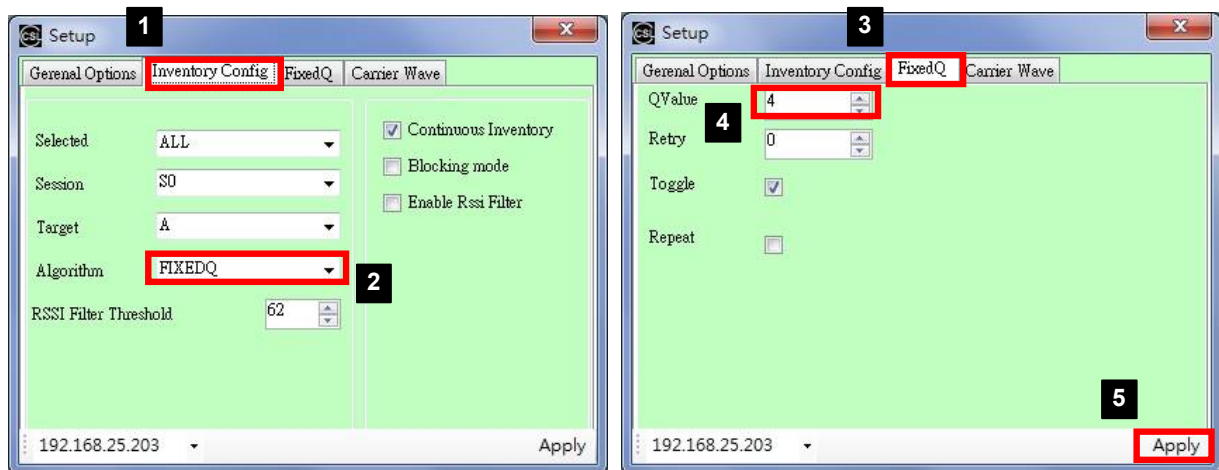 1
CSL Setup
Gerenal Options Inventory Config FixedQ Carrier Wave
Selected ALL
Session S0
Target A
Algorithm FIXEDQ
2
RSSI Filter Threshold 62
Continuous Inventory
Blocking mode
Enable Rssi Filter
192.168.25.203 Apply
3
CSL Setup
Gerenal Options Inventory Config FixedQ Carrier Wave
QValue 4
4
Retry 0
Toggle
Repeat
5
192.168.25.203 Apply